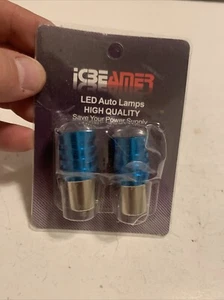 iCBEAMER
LED Auto Lamps
HIGH QUALITY
Save Your Power Supply